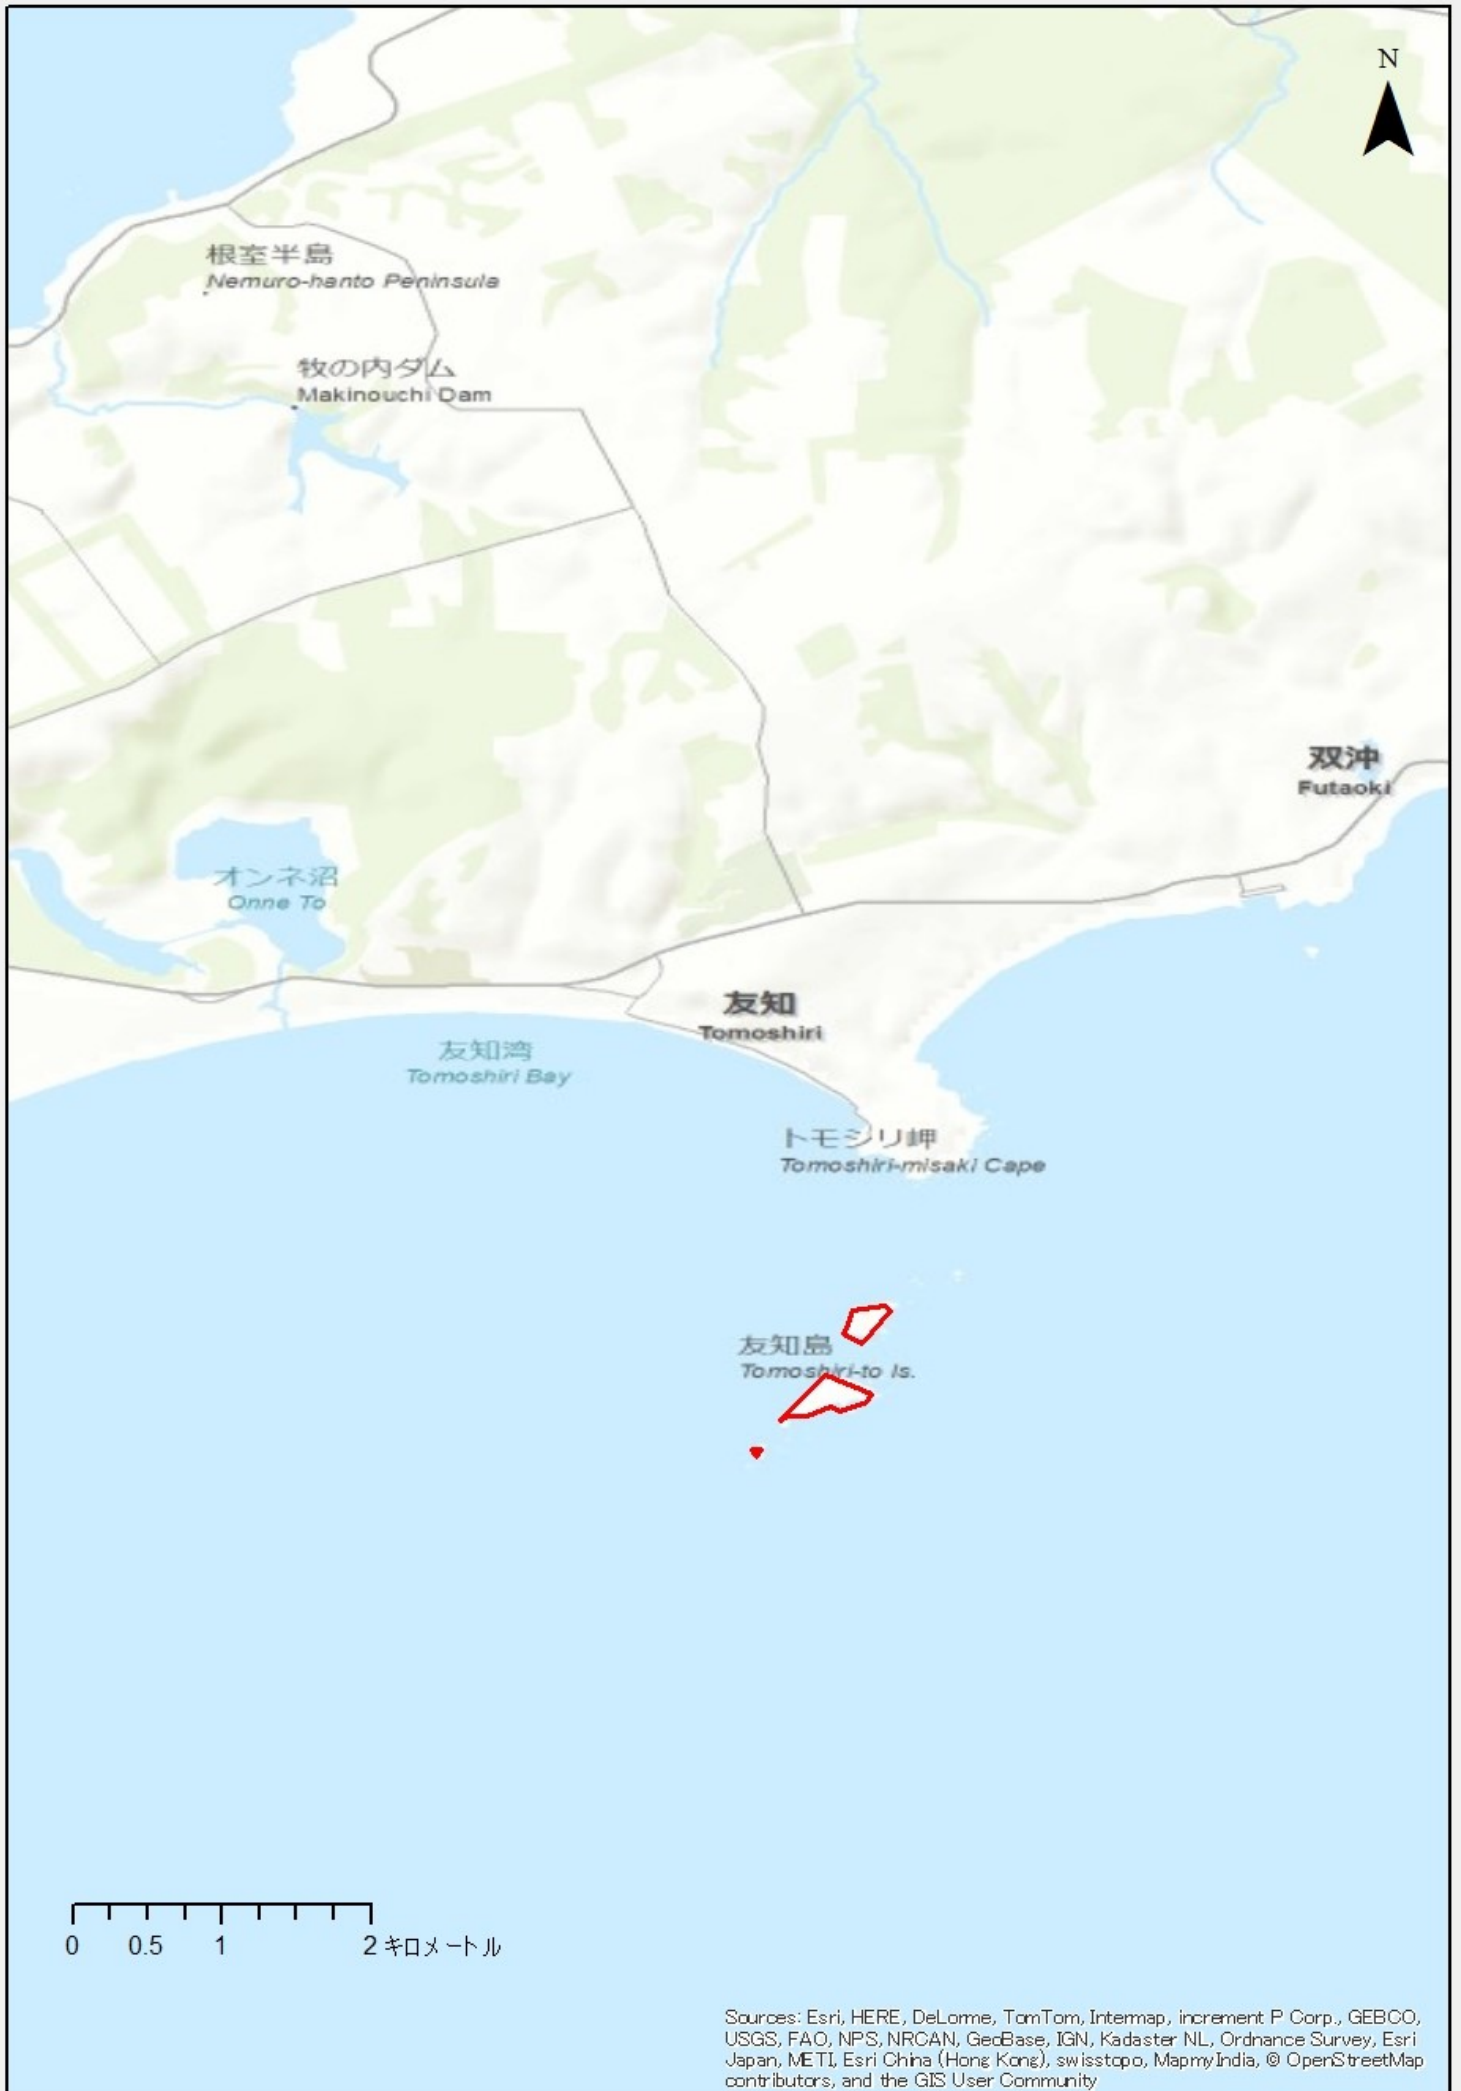 N
根室半島
Nemuro-hanto Peninsula
牧の内ダム
Makinouchi Dam
双沖
Futaoki
オンネ沼
Onne To
友知
Tomoshiri
友知湾
Tomoshiri Bay
トモシリ岬
Tomoshiri-misaki Cape
友知島
Tomoshiri-to Is.
0 0.5 1 2 キロメートル
Sources: Esri, HERE, DeLorme, TomTom, Intermap, increment P Corp., GEBCO,
USGS, FAO, NPS, NRCAN, GeoBase, IGN, Kadaster NL, Ordnance Survey, Esri
Japan, METI, Esri China (Hong Kong), swisstopo, MapmyIndia, © OpenStreetMap
contributors, and the GIS User Community